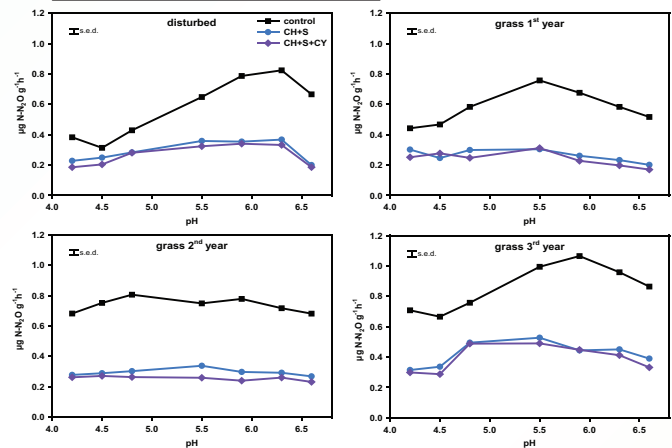 disturbed
control
CH+S
CH+S+CY
s.e.d.
µg N-N₂O g⁻¹h⁻¹
1.2
1.0
0.8
0.6
0.4
0.2
0.0
4.0 4.5 5.0 5.5 6.0 6.5
pH
grass 1ˢᵗ year
s.e.d.
µg N-N₂O g⁻¹h⁻¹
1.2
1.0
0.8
0.6
0.4
0.2
0.0
4.0 4.5 5.0 5.5 6.0 6.5
pH
grass 2ⁿᵈ year
s.e.d.
µg N-N₂O g⁻¹h⁻¹
1.2
1.0
0.8
0.6
0.4
0.2
0.0
4.0 4.5 5.0 5.5 6.0 6.5
pH
grass 3ʳᵈ year
s.e.d.
µg N-N₂O g⁻¹h⁻¹
1.2
1.0
0.8
0.6
0.4
0.2
0.0
4.0 4.5 5.0 5.5 6.0 6.5
pH